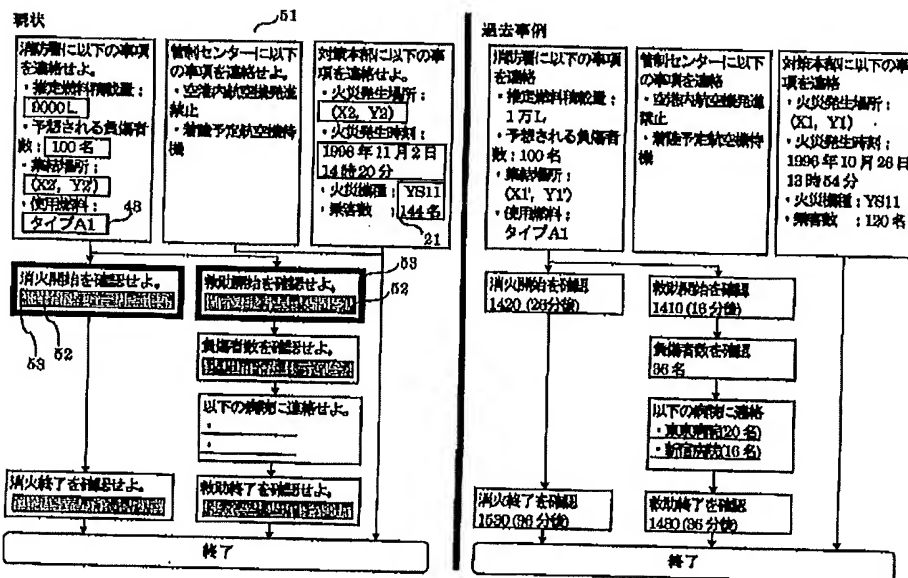 現状
51
消防署に以下の事項
を連絡せよ。
・推定燃料積載量：
9000L
・予想される負傷者
数：100名
・集結場所：
(X2', Y2')
・使用燃料：
タイプA1
43
管制センターに以下
の事項を連絡せよ。
・空港内航空機発進
禁止
・着陸予定航空機待
機
対策本部に以下の事
項を連絡せよ。
・火災発生場所：
(X2, Y2)
・火災発生時刻：
1996年11月2日
14時20分
・火災機種：YS11
・乗客数：144名
21
消火開始を確認せよ。
53
52
救助開始を確認せよ。
53
52
負傷者数を確認せよ。
以下の病院に連絡せよ。
・
・
消火終了を確認せよ。
救助終了を確認せよ。
終了
過去事例
消防署に以下の事項
を連絡
・推定燃料積載量：
1万L
・予想される負傷者
数：100名
・集結場所：
(X1', Y1')
・使用燃料：
タイプA1
管制センターに以下
の事項を連絡
・空港内航空機発進
禁止
・着陸予定航空機待
機
対策本部に以下の事
項を連絡
・火災発生場所：
(X1, Y1)
・火災発生時刻：
1996年10月26日
13時54分
・火災機種：YS11
・乗客数：120名
消火開始を確認
1420(26分後)
救助開始を確認
1410(16分後)
負傷者数を確認
36名
以下の病院に連絡
・東京病院(20名)
・新宿病院(16名)
消火終了を確認
1530(96分後)
救助終了を確認
1430(36分後)
終了